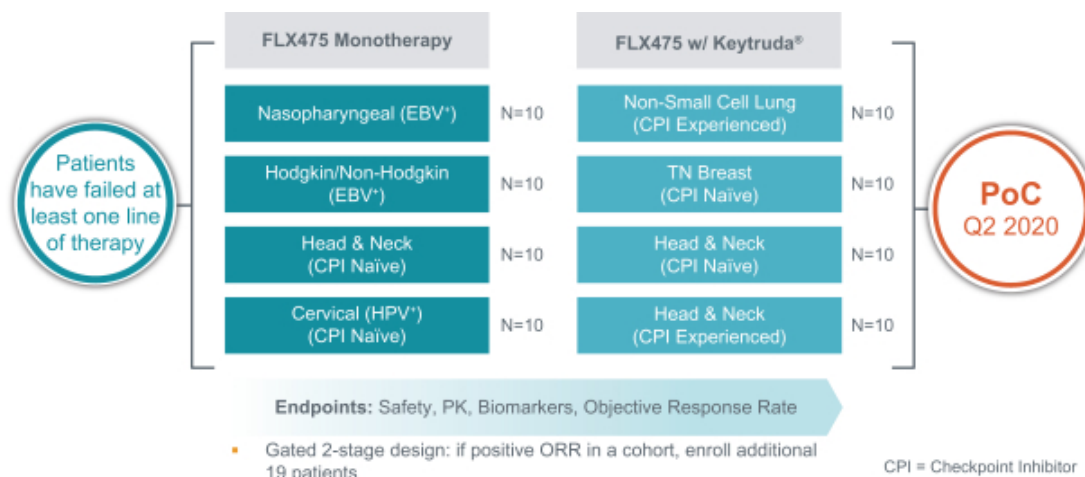 FLX475 Monotherapy
FLX475 w/ Keytruda®
Patients
have failed at
least one line
of therapy
Nasopharyngeal (EBV⁺)
N=10
Hodgkin/Non-Hodgkin
(EBV⁺)
N=10
Head & Neck
(CPI Naïve)
N=10
Cervical (HPV⁺)
(CPI Naïve)
N=10
Non-Small Cell Lung
(CPI Experienced)
N=10
TN Breast
(CPI Naïve)
N=10
Head & Neck
(CPI Naïve)
N=10
Head & Neck
(CPI Experienced)
N=10
PoC
Q2 2020
Endpoints: Safety, PK, Biomarkers, Objective Response Rate
▪ Gated 2-stage design: if positive ORR in a cohort, enroll additional
19 patients
CPI = Checkpoint Inhibitor